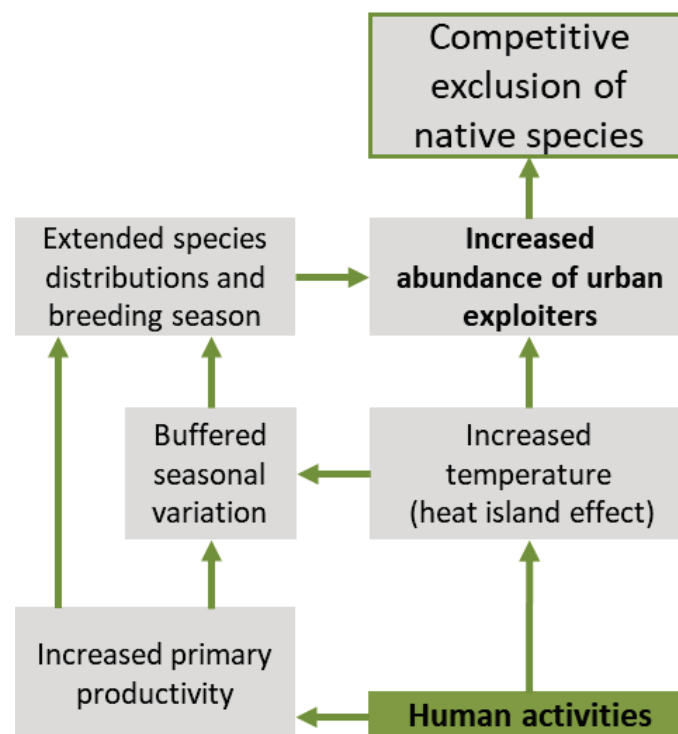 Competitive
exclusion of
native species
Extended species
distributions and
breeding season
Increased
abundance of urban
exploiters
Buffered
seasonal
variation
Increased
temperature
(heat island effect)
Increased primary
productivity
Human activities